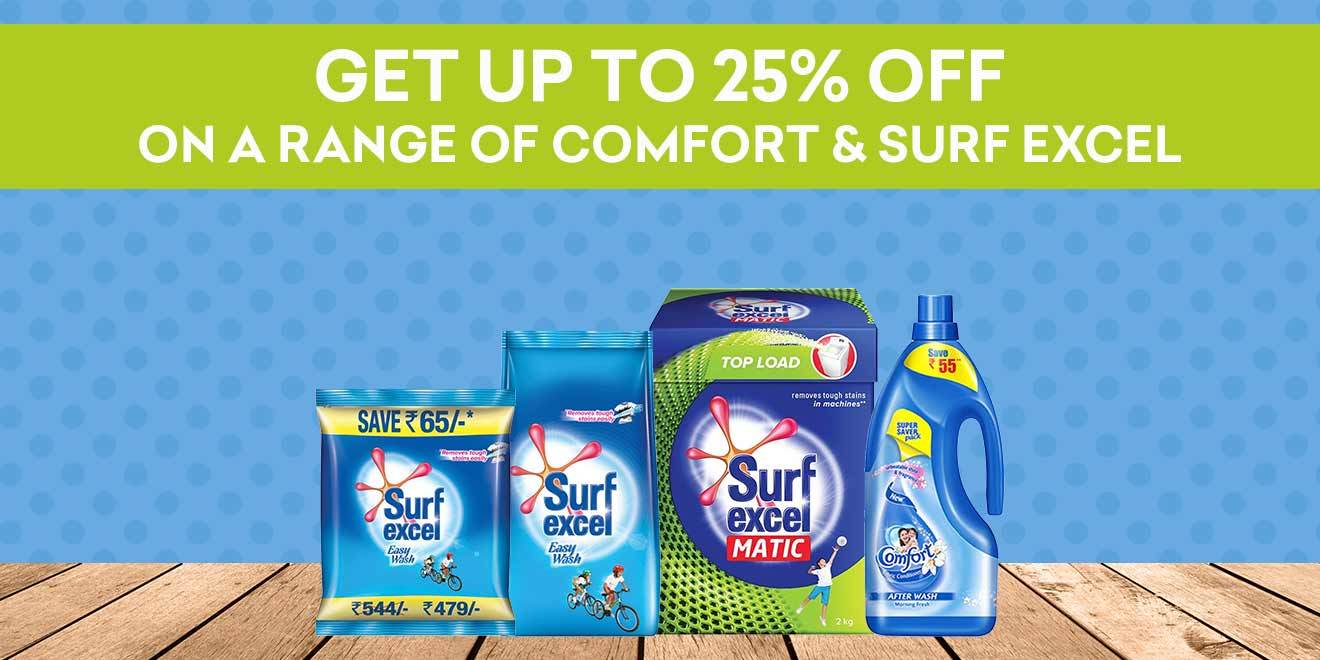 GET UP TO 25% OFF
ON A RANGE OF COMFORT & SURF EXCEL
SAVE ₹65/-*
Removes tough
stains easily
Surf
excel
Easy
Wash
₹544/- ₹479/-
Removes tough
stains easily
Surf
excel
Easy
Wash
Surf
excel
MATIC
TOP LOAD
removes tough stains
in machines**
Surf
excel
MATIC
2 kg
Save
₹55**
SUPER
SAVER
pack
& fragrance
New
Comfort
AFTER WASH
Morning Fresh